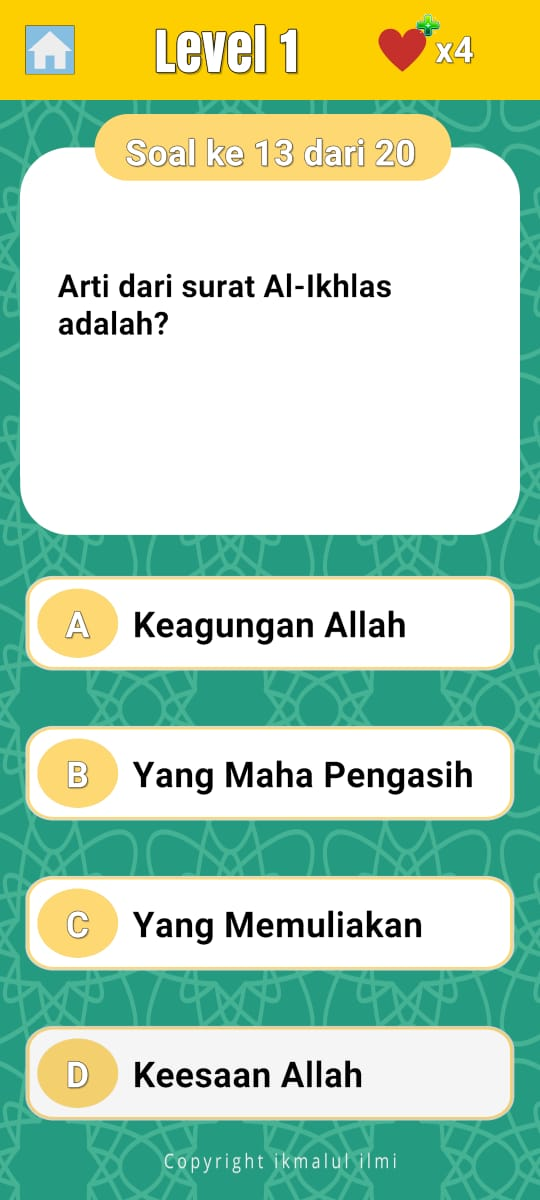 Level 1
x4
Soal ke 13 dari 20
Arti dari surat Al-Ikhlas
adalah?
A Keagungan Allah
B Yang Maha Pengasih
C Yang Memuliakan
D Keesaan Allah
Copyright ikmalul ilmi